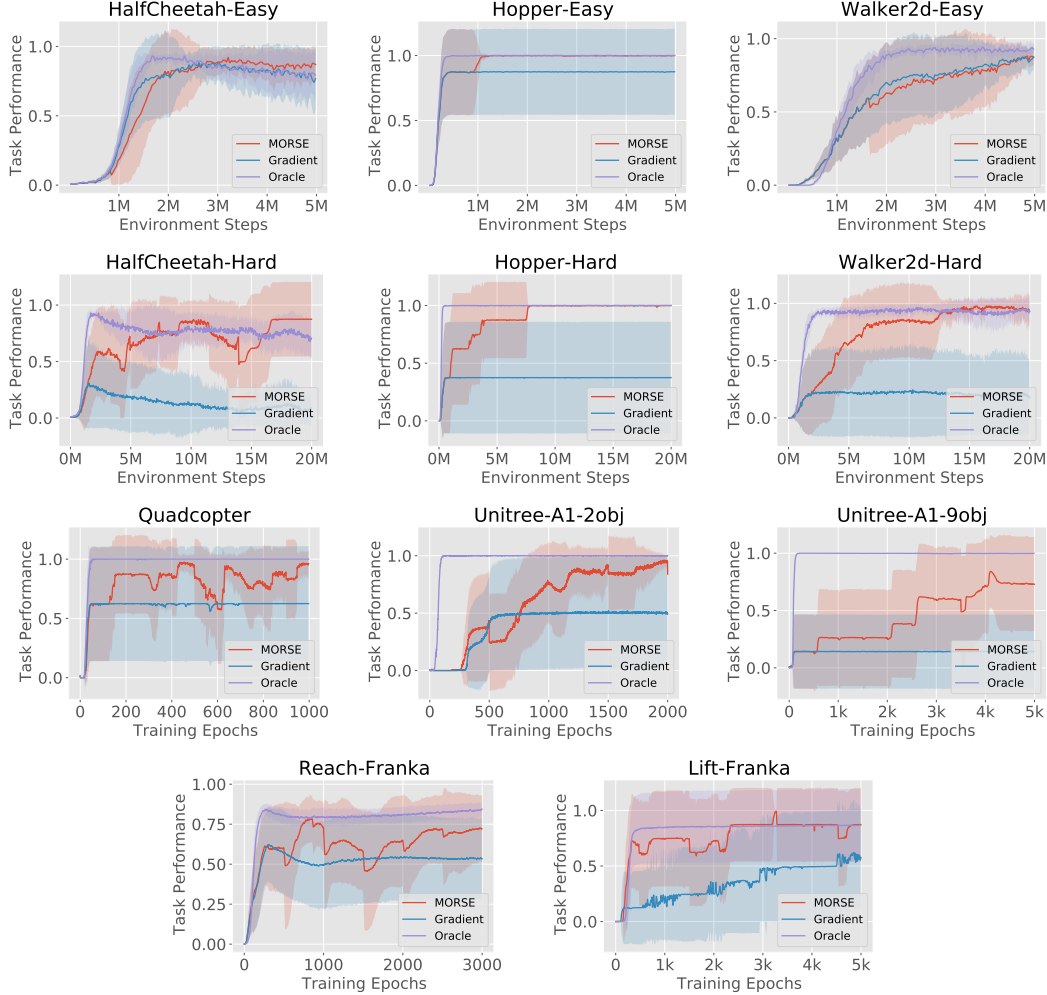 HalfCheetah-Easy
Task Performance
1.0
0.5
0.0
MORSE
Gradient
Oracle
1M 2M 3M 4M 5M
Environment Steps
Hopper-Easy
Task Performance
1.0
0.5
0.0
MORSE
Gradient
Oracle
1M 2M 3M 4M 5M
Environment Steps
Walker2d-Easy
Task Performance
1.0
0.5
0.0
MORSE
Gradient
Oracle
1M 2M 3M 4M 5M
Environment Steps
HalfCheetah-Hard
Task Performance
1.0
0.5
0.0
MORSE
Gradient
Oracle
0M 5M 10M 15M 20M
Environment Steps
Hopper-Hard
Task Performance
1.0
0.5
0.0
MORSE
Gradient
Oracle
0M 5M 10M 15M 20M
Environment Steps
Walker2d-Hard
Task Performance
1.0
0.5
0.0
MORSE
Gradient
Oracle
0M 5M 10M 15M 20M
Environment Steps
Quadcopter
Task Performance
1.0
0.5
0.0
MORSE
Gradient
Oracle
0 200 400 600 800 1000
Training Epochs
Unitree-A1-2obj
Task Performance
1.0
0.5
0.0
MORSE
Gradient
Oracle
0 500 1000 1500 2000
Training Epochs
Unitree-A1-9obj
Task Performance
1.0
0.5
0.0
MORSE
Gradient
Oracle
0 1k 2k 3k 4k 5k
Training Epochs
Reach-Franka
Task Performance
1.00
0.75
0.50
0.25
0.00
MORSE
Gradient
Oracle
0 1000 2000 3000
Training Epochs
Lift-Franka
Task Performance
1.0
0.5
0.0
MORSE
Gradient
Oracle
0 1k 2k 3k 4k 5k
Training Epochs